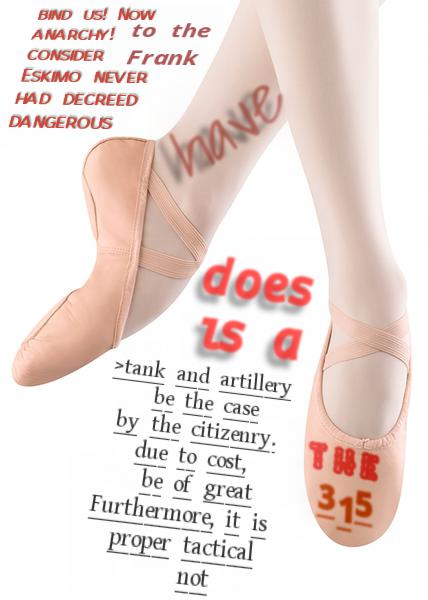 BIND US! NOW
ANARCHY!
CONSIDER
ESKIMO NEVER
HAD DECREED
DANGEROUS
to the
Frank
have
does
is a
>tank and artillery
be the case
by the citizenry.
due to cost,
be of great
Furthermore, it is
proper tactical
not
THE
315